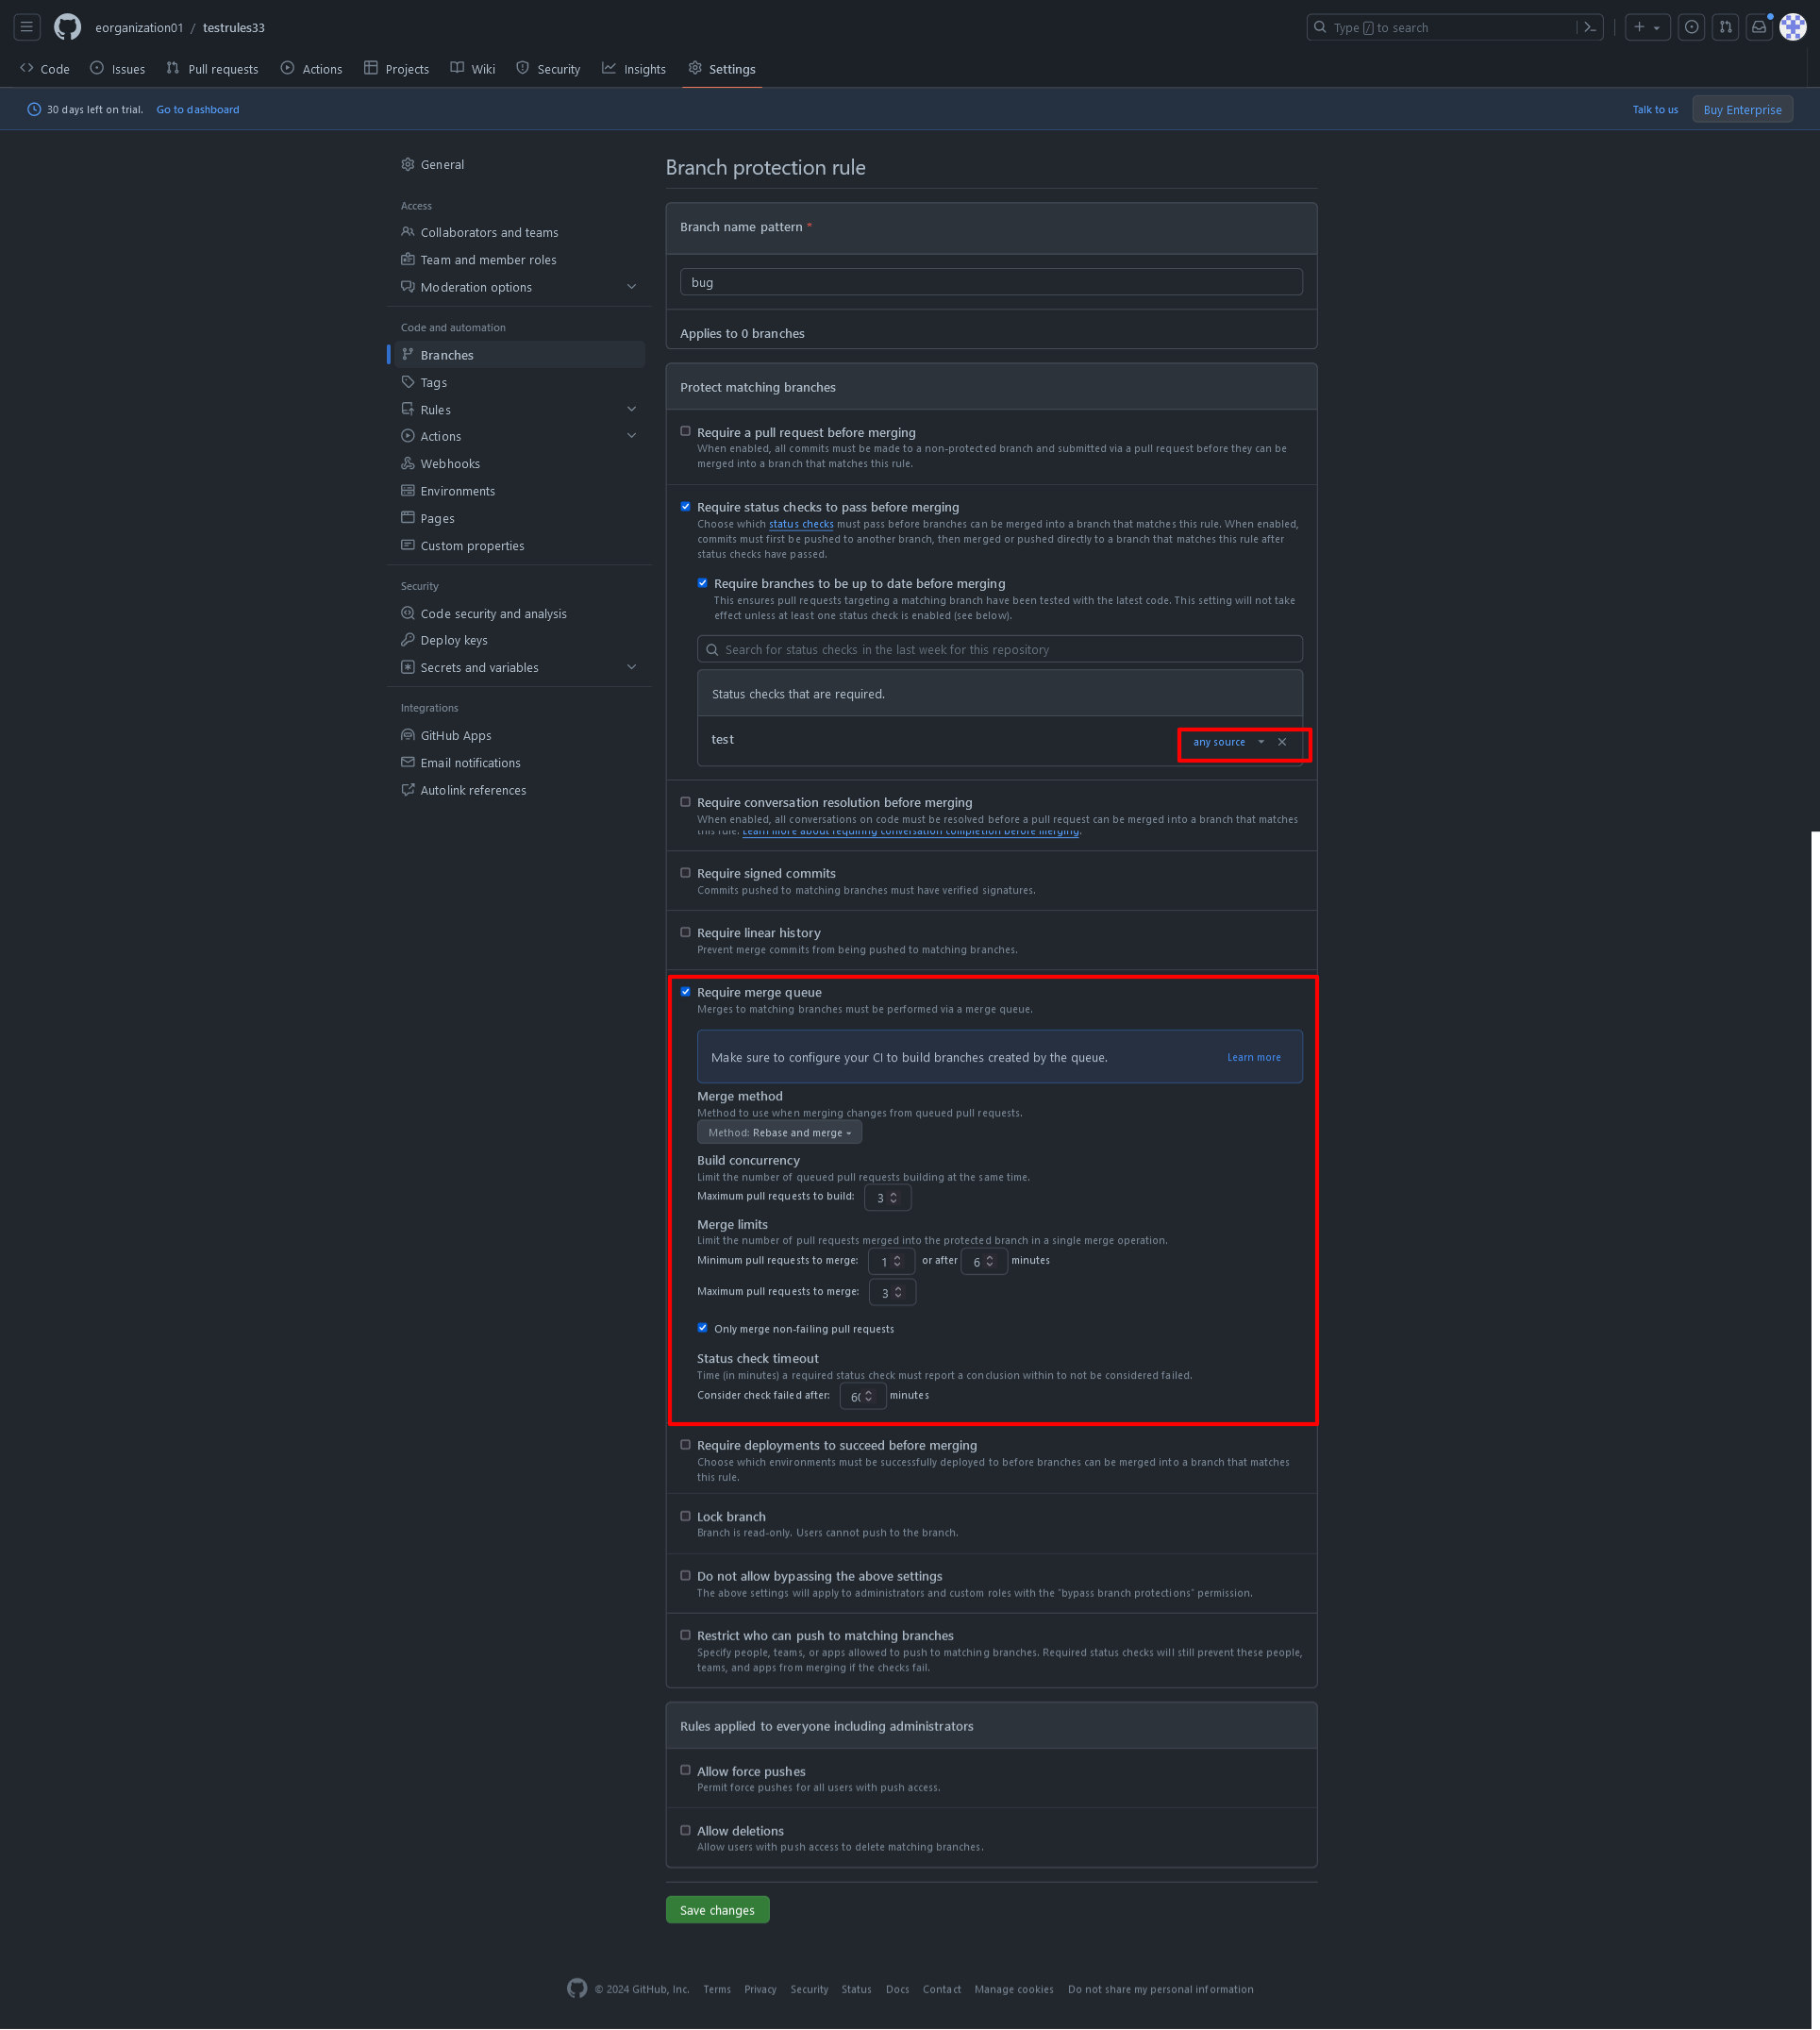 eorganization01 / testrules33
Type / to search
Code Issues Pull requests Actions Projects Wiki Security Insights Settings
30 days left on trial. Go to dashboard
Talk to us Buy Enterprise
General
Access
Collaborators and teams
Team and member roles
Moderation options
Code and automation
Branches
Tags
Rules
Actions
Webhooks
Environments
Pages
Custom properties
Security
Code security and analysis
Deploy keys
Secrets and variables
Integrations
GitHub Apps
Email notifications
Autolink references
Branch protection rule
Branch name pattern *
bug
Applies to 0 branches
Protect matching branches
Require a pull request before merging
When enabled, all commits must be made to a non-protected branch and submitted via a pull request before they can be
merged into a branch that matches this rule.
Require status checks to pass before merging
Choose which status checks must pass before branches can be merged into a branch that matches this rule. When enabled,
commits must first be pushed to another branch, then merged or pushed directly to a branch that matches this rule after
status checks have passed.
Require branches to be up to date before merging
This ensures pull requests targeting a matching branch have been tested with the latest code. This setting will not take
effect unless at least one status check is enabled (see below).
Search for status checks in the last week for this repository
Status checks that are required.
test
any source
Require conversation resolution before merging
When enabled, all conversations on code must be resolved before a pull request can be merged into a branch that matches
this rule. Learn more about requiring conversation completion before merging.
Require signed commits
Commits pushed to matching branches must have verified signatures.
Require linear history
Prevent merge commits from being pushed to matching branches.
Require merge queue
Merges to matching branches must be performed via a merge queue.
Make sure to configure your CI to build branches created by the queue. Learn more
Merge method
Method to use when merging changes from queued pull requests.
Method: Rebase and merge
Build concurrency
Limit the number of queued pull requests building at the same time.
Maximum pull requests to build: 3
Merge limits
Limit the number of pull requests merged into the protected branch in a single merge operation.
Minimum pull requests to merge: 1 or after 6 minutes
Maximum pull requests to merge: 3
Only merge non-failing pull requests
Status check timeout
Time (in minutes) a required status check must report a conclusion within to not be considered failed.
Consider check failed after: 60 minutes
Require deployments to succeed before merging
Choose which environments must be successfully deployed to before branches can be merged into a branch that matches
this rule.
Lock branch
Branch is read-only. Users cannot push to the branch.
Do not allow bypassing the above settings
The above settings will apply to administrators and custom roles with the "bypass branch protections" permission.
Restrict who can push to matching branches
Specify people, teams, or apps allowed to push to matching branches. Required status checks will still prevent these people,
teams, and apps from merging if the checks fail.
Rules applied to everyone including administrators
Allow force pushes
Permit force pushes for all users with push access.
Allow deletions
Allow users with push access to delete matching branches.
Save changes
© 2024 GitHub, Inc. Terms Privacy Security Status Docs Contact Manage cookies Do not share my personal information